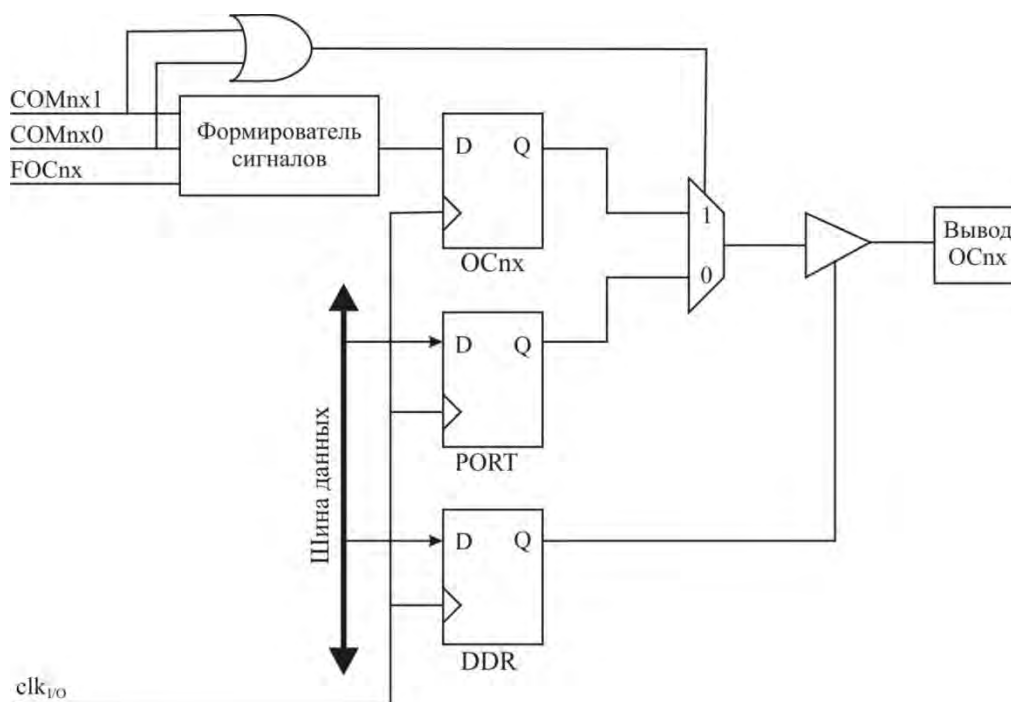 COMnx1
COMnx0
FOCnx
Формирователь
сигналов
D Q
OCnx
1
0
Вывод
OCnx
D Q
PORT
Шина данных
D Q
DDR
clkI/O